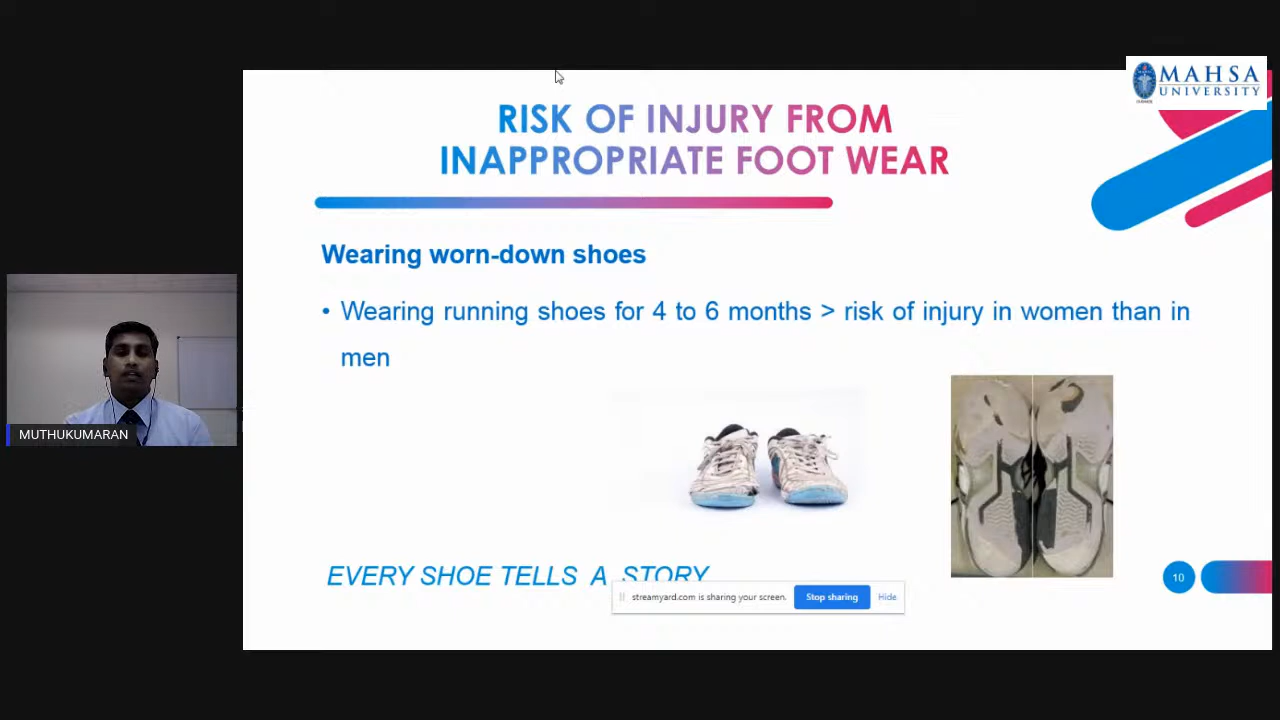 MAHSA
UNIVERSITY
RISK OF INJURY FROM
INAPPROPRIATE FOOT WEAR
Wearing worn-down shoes
• Wearing running shoes for 4 to 6 months > risk of injury in women than in
men
MUTHUKUMARAN
EVERY SHOE TELLS A STORY
10
streamyard.com is sharing your screen. Stop sharing Hide